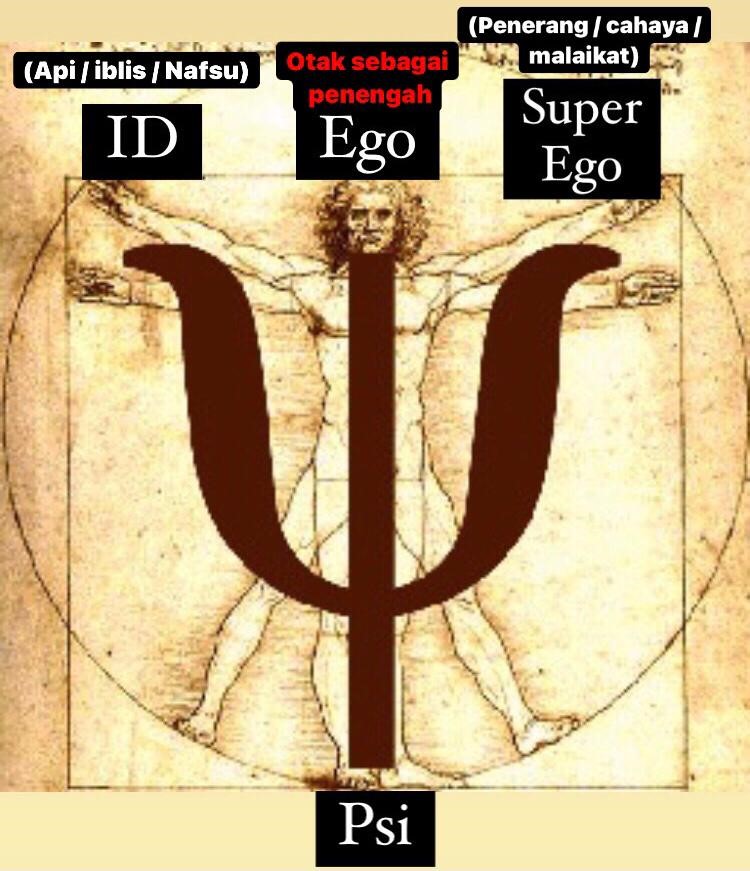 (Api / iblis / Nafsu)
ID
Otak sebagai
penengah
Ego
(Penerang / cahaya /
malaikat)
Super
Ego
Ψ
Psi